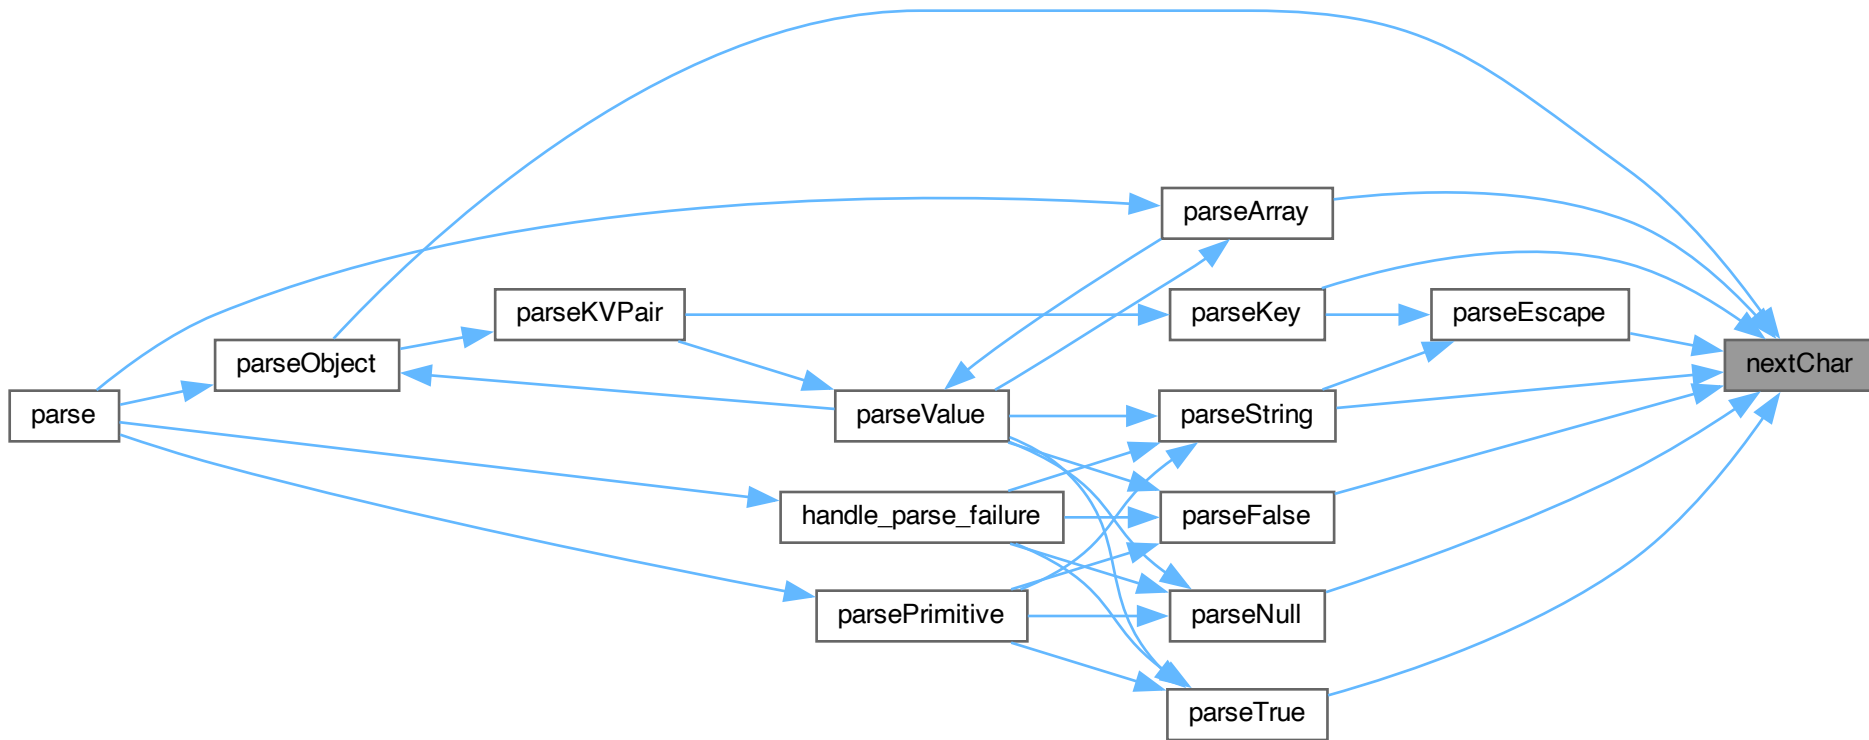 parse
parseObject
parseKVPair
parseValue
handle_parse_failure
parsePrimitive
parseArray
parseKey
parseString
parseFalse
parseNull
parseTrue
parseEscape
nextChar